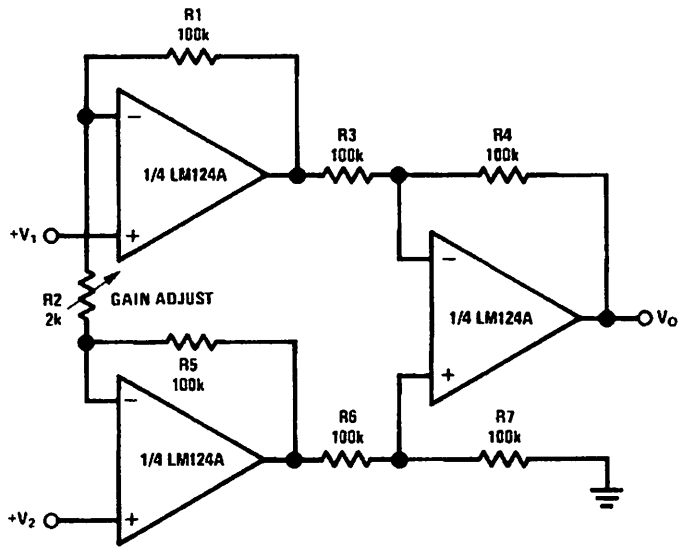 R1
100k
−
1/4 LM124A
+V1
+
R3
100k
R4
100k
R2
2k
GAIN ADJUST
−
1/4 LM124A
+
VO
R5
100k
−
1/4 LM124A
+V2
+
R6
100k
R7
100k